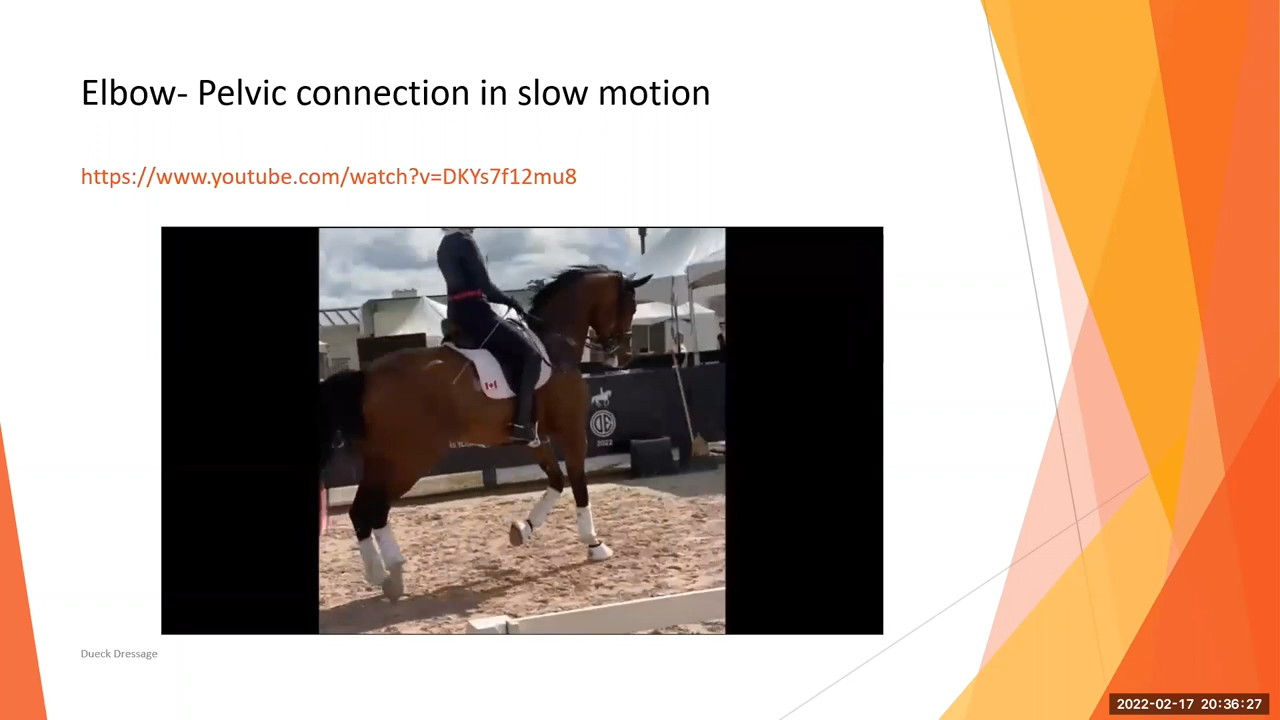 Elbow- Pelvic connection in slow motion
https://www.youtube.com/watch?v=DKYs7f12mu8
2022
Dueck Dressage
2022-02-17 20:36:27